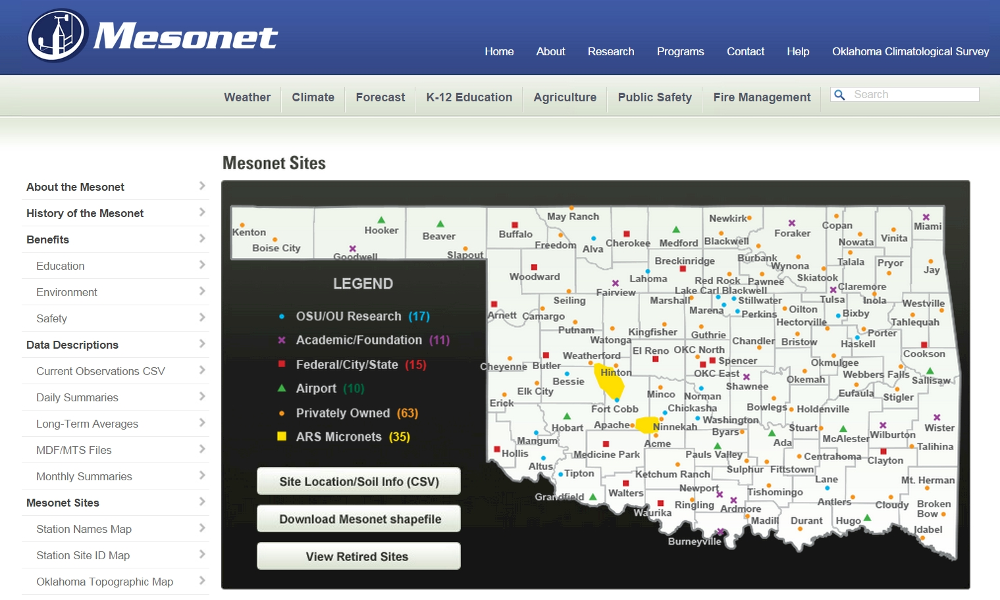 Mesonet
Home About Research Programs Contact Help Oklahoma Climatological Survey
Weather Climate Forecast K-12 Education Agriculture Public Safety Fire Management Search
Mesonet Sites
About the Mesonet
History of the Mesonet
Benefits
Education
Environment
Safety
Data Descriptions
Current Observations CSV
Daily Summaries
Long-Term Averages
MDF/MTS Files
Monthly Summaries
Mesonet Sites
Station Names Map
Station Site ID Map
Oklahoma Topographic Map
LEGEND
OSU/OU Research (17)
Academic/Foundation (11)
Federal/City/State (15)
Airport (10)
Privately Owned (63)
ARS Micronets (35)
Site Location/Soil Info (CSV)
Download Mesonet shapefile
View Retired Sites
Kenton
Boise City
Goodwell
Hooker
Beaver
Slapout
Buffalo
May Ranch
Freedom
Alva
Cherokee
Medford
Blackwell
Newkirk
Foraker
Copan
Nowata
Vinita
Miami
Woodward
Fairview
Lahoma
Breckinridge
Burbank
Wynona
Talala
Pryor
Jay
Red Rock
Pawnee
Skiatook
Claremore
Lake Carl Blackwell
Seiling
Marshall
Stillwater
Tulsa
Inola
Westville
Arnett
Camargo
Marena
Perkins
Oilton
Bixby
Hectorville
Tahlequah
Putnam
Watonga
Kingfisher
Guthrie
Chandler
Bristow
Porter
Haskell
Cookson
Cheyenne
Butler
Weatherford
El Reno
OKC North
Spencer
OKC East
Okmulgee
Webbers Falls
Sallisaw
Hinton
Bessie
Elk City
Shawnee
Okemah
Eufaula
Stigler
Erick
Fort Cobb
Minco
Norman
Chickasha
Bowlegs
Holdenville
Hobart
Apache
Ninnekah
Washington
Byars
Stuart
McAlester
Wilburton
Wister
Mangum
Acme
Ada
Talihina
Hollis
Medicine Park
Pauls Valley
Centrahoma
Clayton
Altus
Tipton
Ketchum Ranch
Sulphur
Fittstown
Lane
Mt. Herman
Grandfield
Walters
Newport
Tishomingo
Antlers
Cloudy
Broken
Bow
Waurika
Ringling
Ardmore
Madill
Durant
Hugo
Idabel
Burneyville